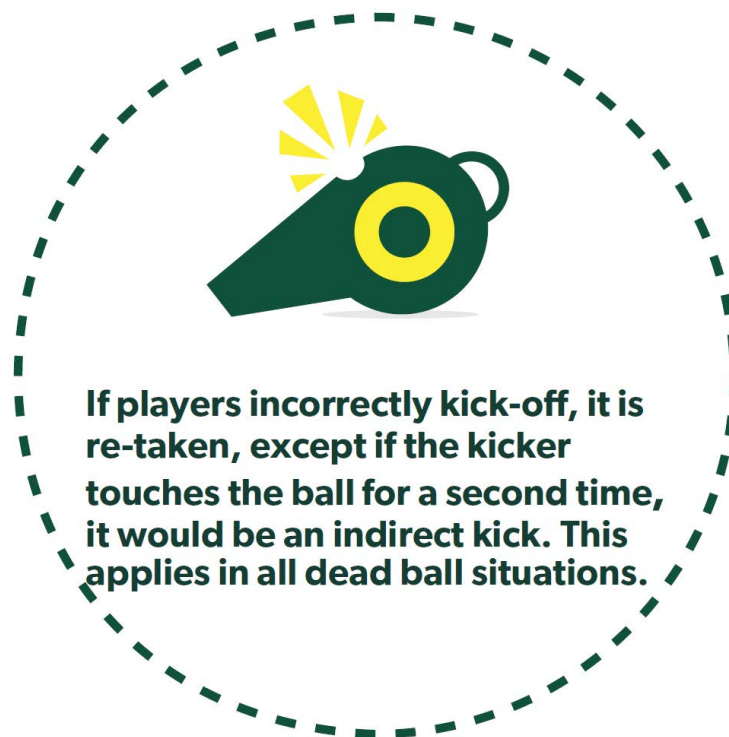 If players incorrectly kick-off, it is
re-taken, except if the kicker
touches the ball for a second time,
it would be an indirect kick. This
applies in all dead ball situations.